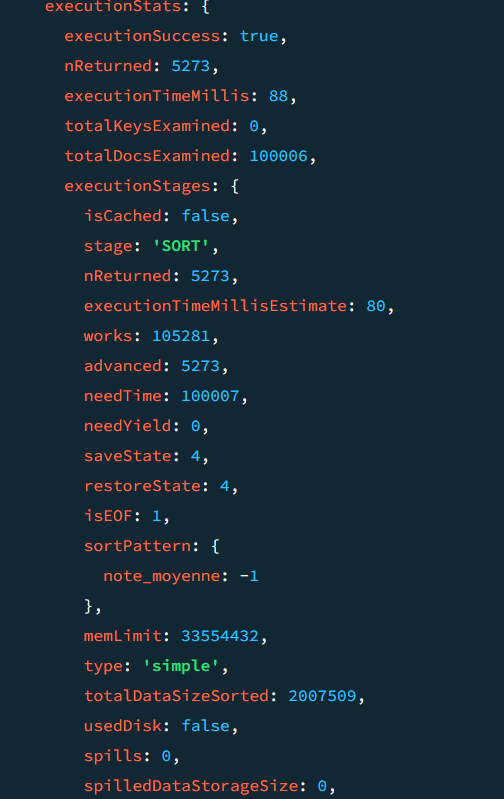 executionStats: {
executionSuccess: true,
nReturned: 5273,
executionTimeMillis: 88,
totalKeysExamined: 0,
totalDocsExamined: 100006,
executionStages: {
isCached: false,
stage: 'SORT',
nReturned: 5273,
executionTimeMillisEstimate: 80,
works: 105281,
advanced: 5273,
needTime: 100007,
needYield: 0,
saveState: 4,
restoreState: 4,
isEOF: 1,
sortPattern: {
note_moyenne: -1
},
memLimit: 33554432,
type: 'simple',
totalDataSizeSorted: 2007509,
usedDisk: false,
spills: 0,
spilledDataStorageSize: 0,